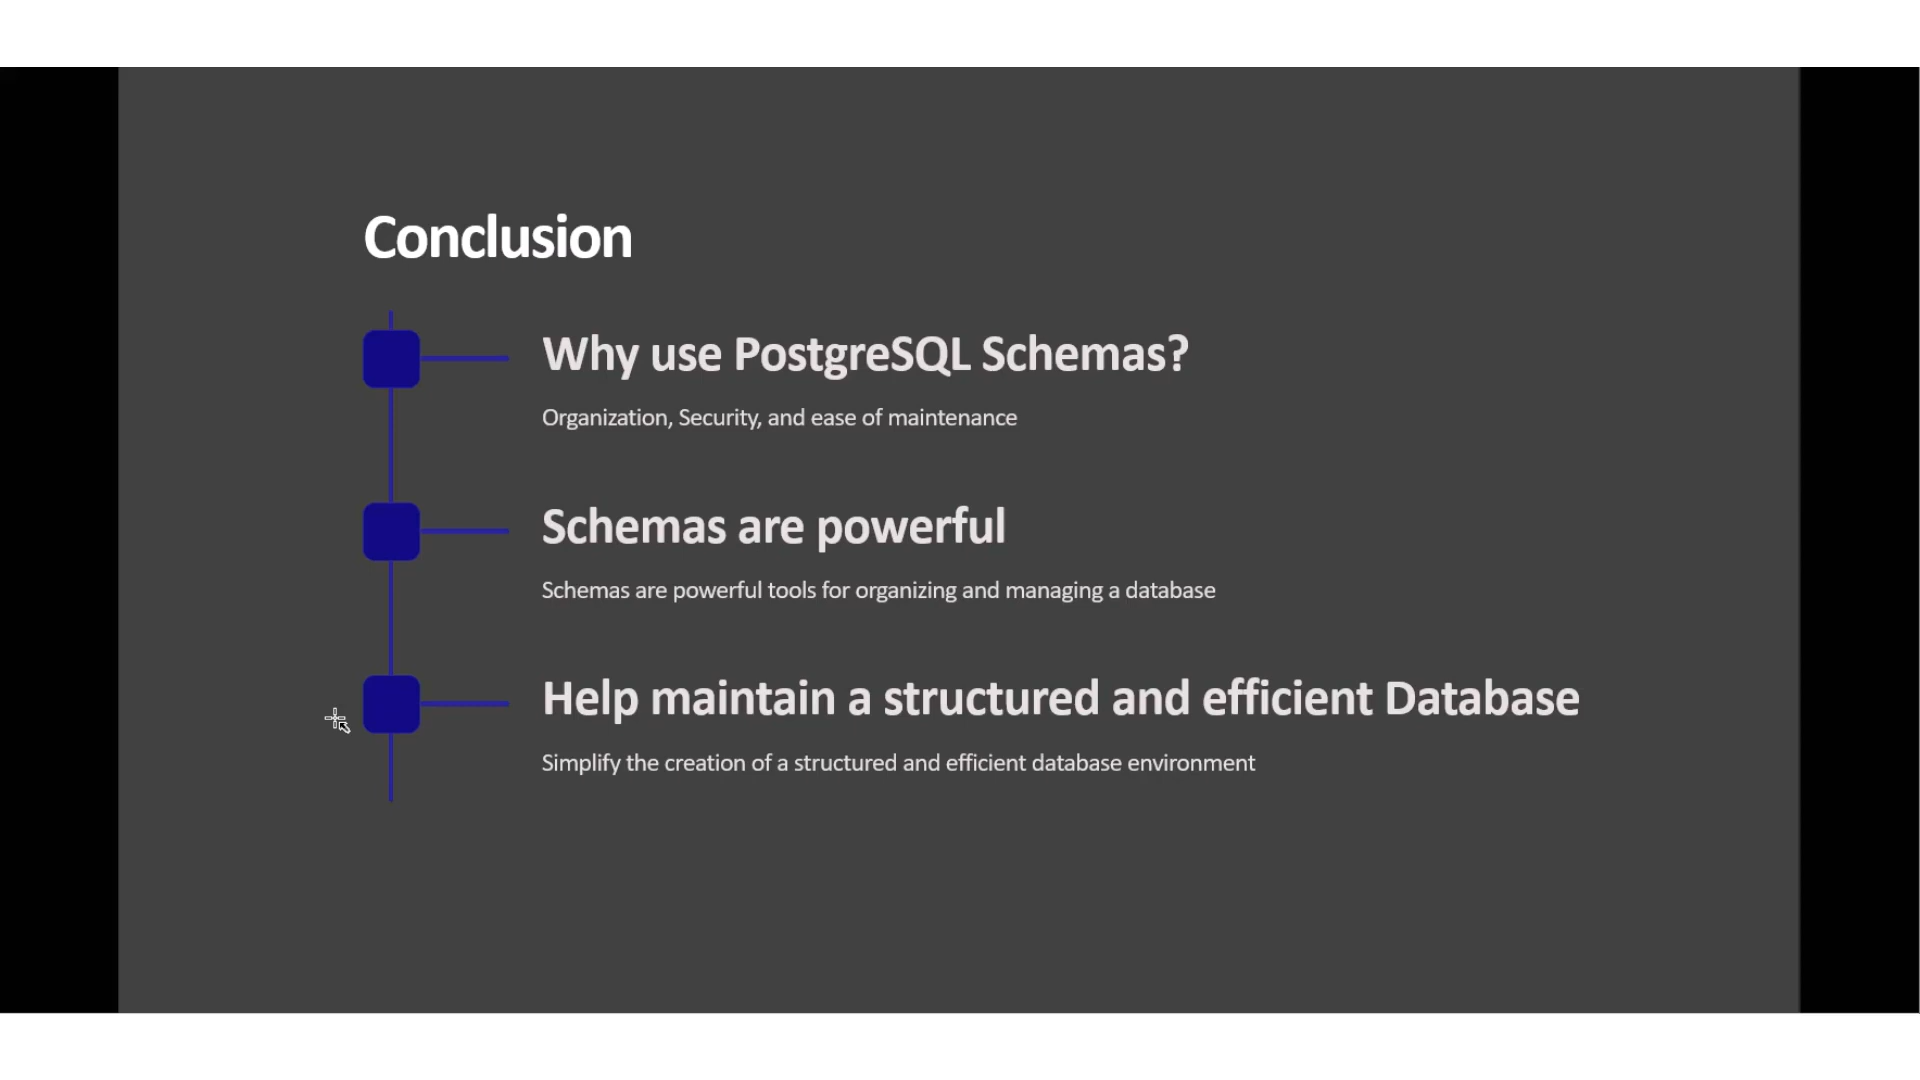 Conclusion
Why use PostgreSQL Schemas?
Organization, Security, and ease of maintenance
Schemas are powerful
Schemas are powerful tools for organizing and managing a database
Help maintain a structured and efficient Database
Simplify the creation of a structured and efficient database environment